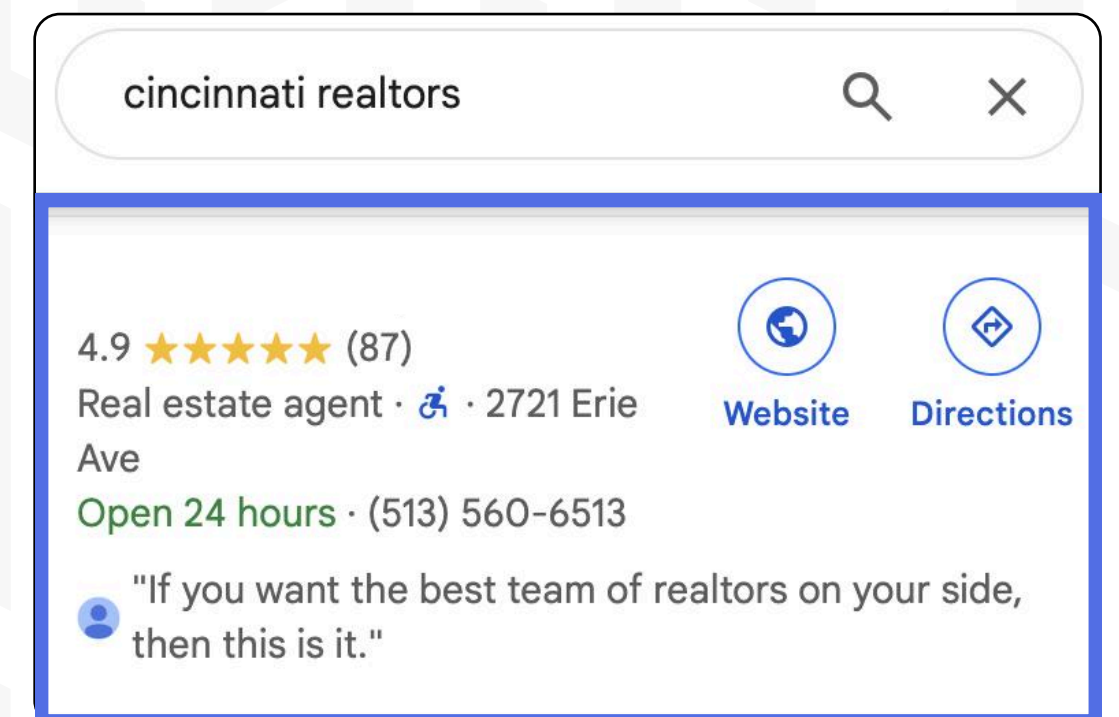 cincinnati realtors
4.9 ★★★★★ (87)
Real estate agent · · 2721 Erie
Ave
Open 24 hours · (513) 560-6513
"If you want the best team of realtors on your side,
then this is it."
Website
Directions